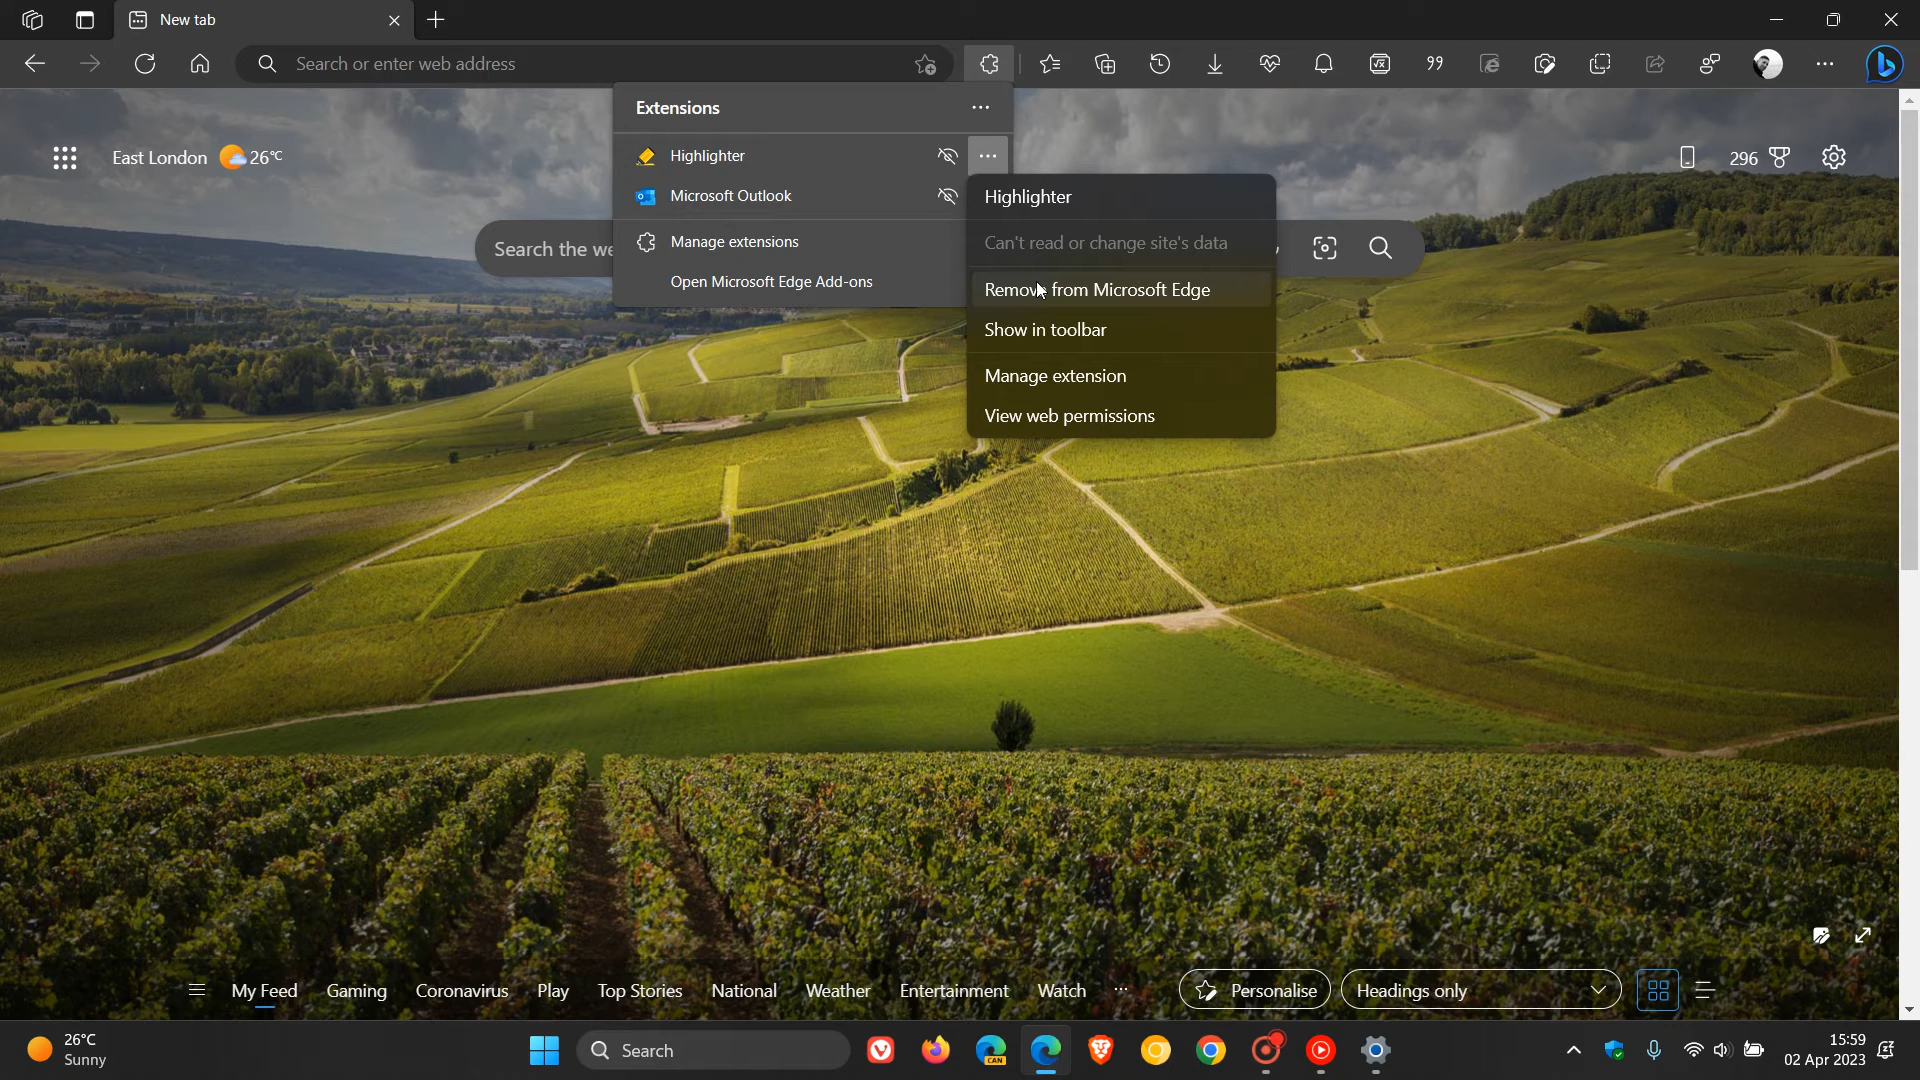 New tab
Search or enter web address
Extensions
East London 26°C
296
Highlighter
Microsoft Outlook
Highlighter
Search the we
Manage extensions
Can't read or change site's data
Open Microsoft Edge Add-ons
Remove from Microsoft Edge
Show in toolbar
Manage extension
View web permissions
My Feed Gaming Coronavirus Play Top Stories National Weather Entertainment Watch
Personalise
Headings only
26°C
Sunny
Search
CAN
15:59
02 Apr 2023